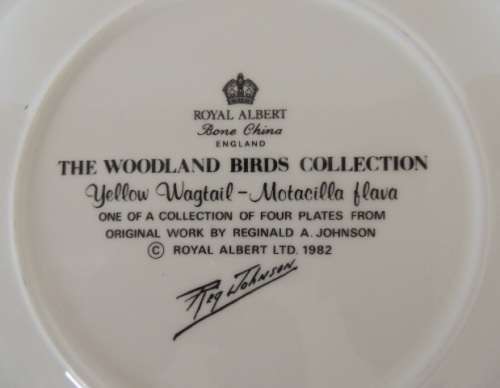 ROYAL ALBERT
Bone China
ENGLAND
THE WOODLAND BIRDS COLLECTION
Yellow Wagtail - Motacilla flava
ONE OF A COLLECTION OF FOUR PLATES FROM
ORIGINAL WORK BY REGINALD A. JOHNSON
© ROYAL ALBERT LTD. 1982
Reg Johnson.